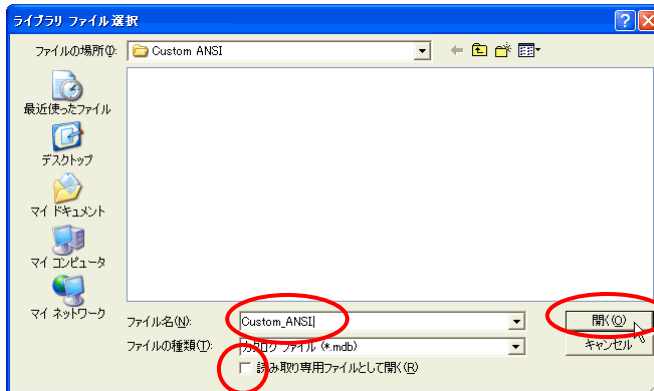 ライブラリ ファイル選択
ファイルの場所(I):
Custom ANSI
最近使ったファイル
デスクトップ
マイ ドキュメント
マイ コンピュータ
マイ ネットワーク
ファイル名(N):
Custom_ANSI
開く(O)
ファイルの種類(T):
カタログ ファイル (*.mdb)
キャンセル
読み取り専用ファイルとして開く(R)